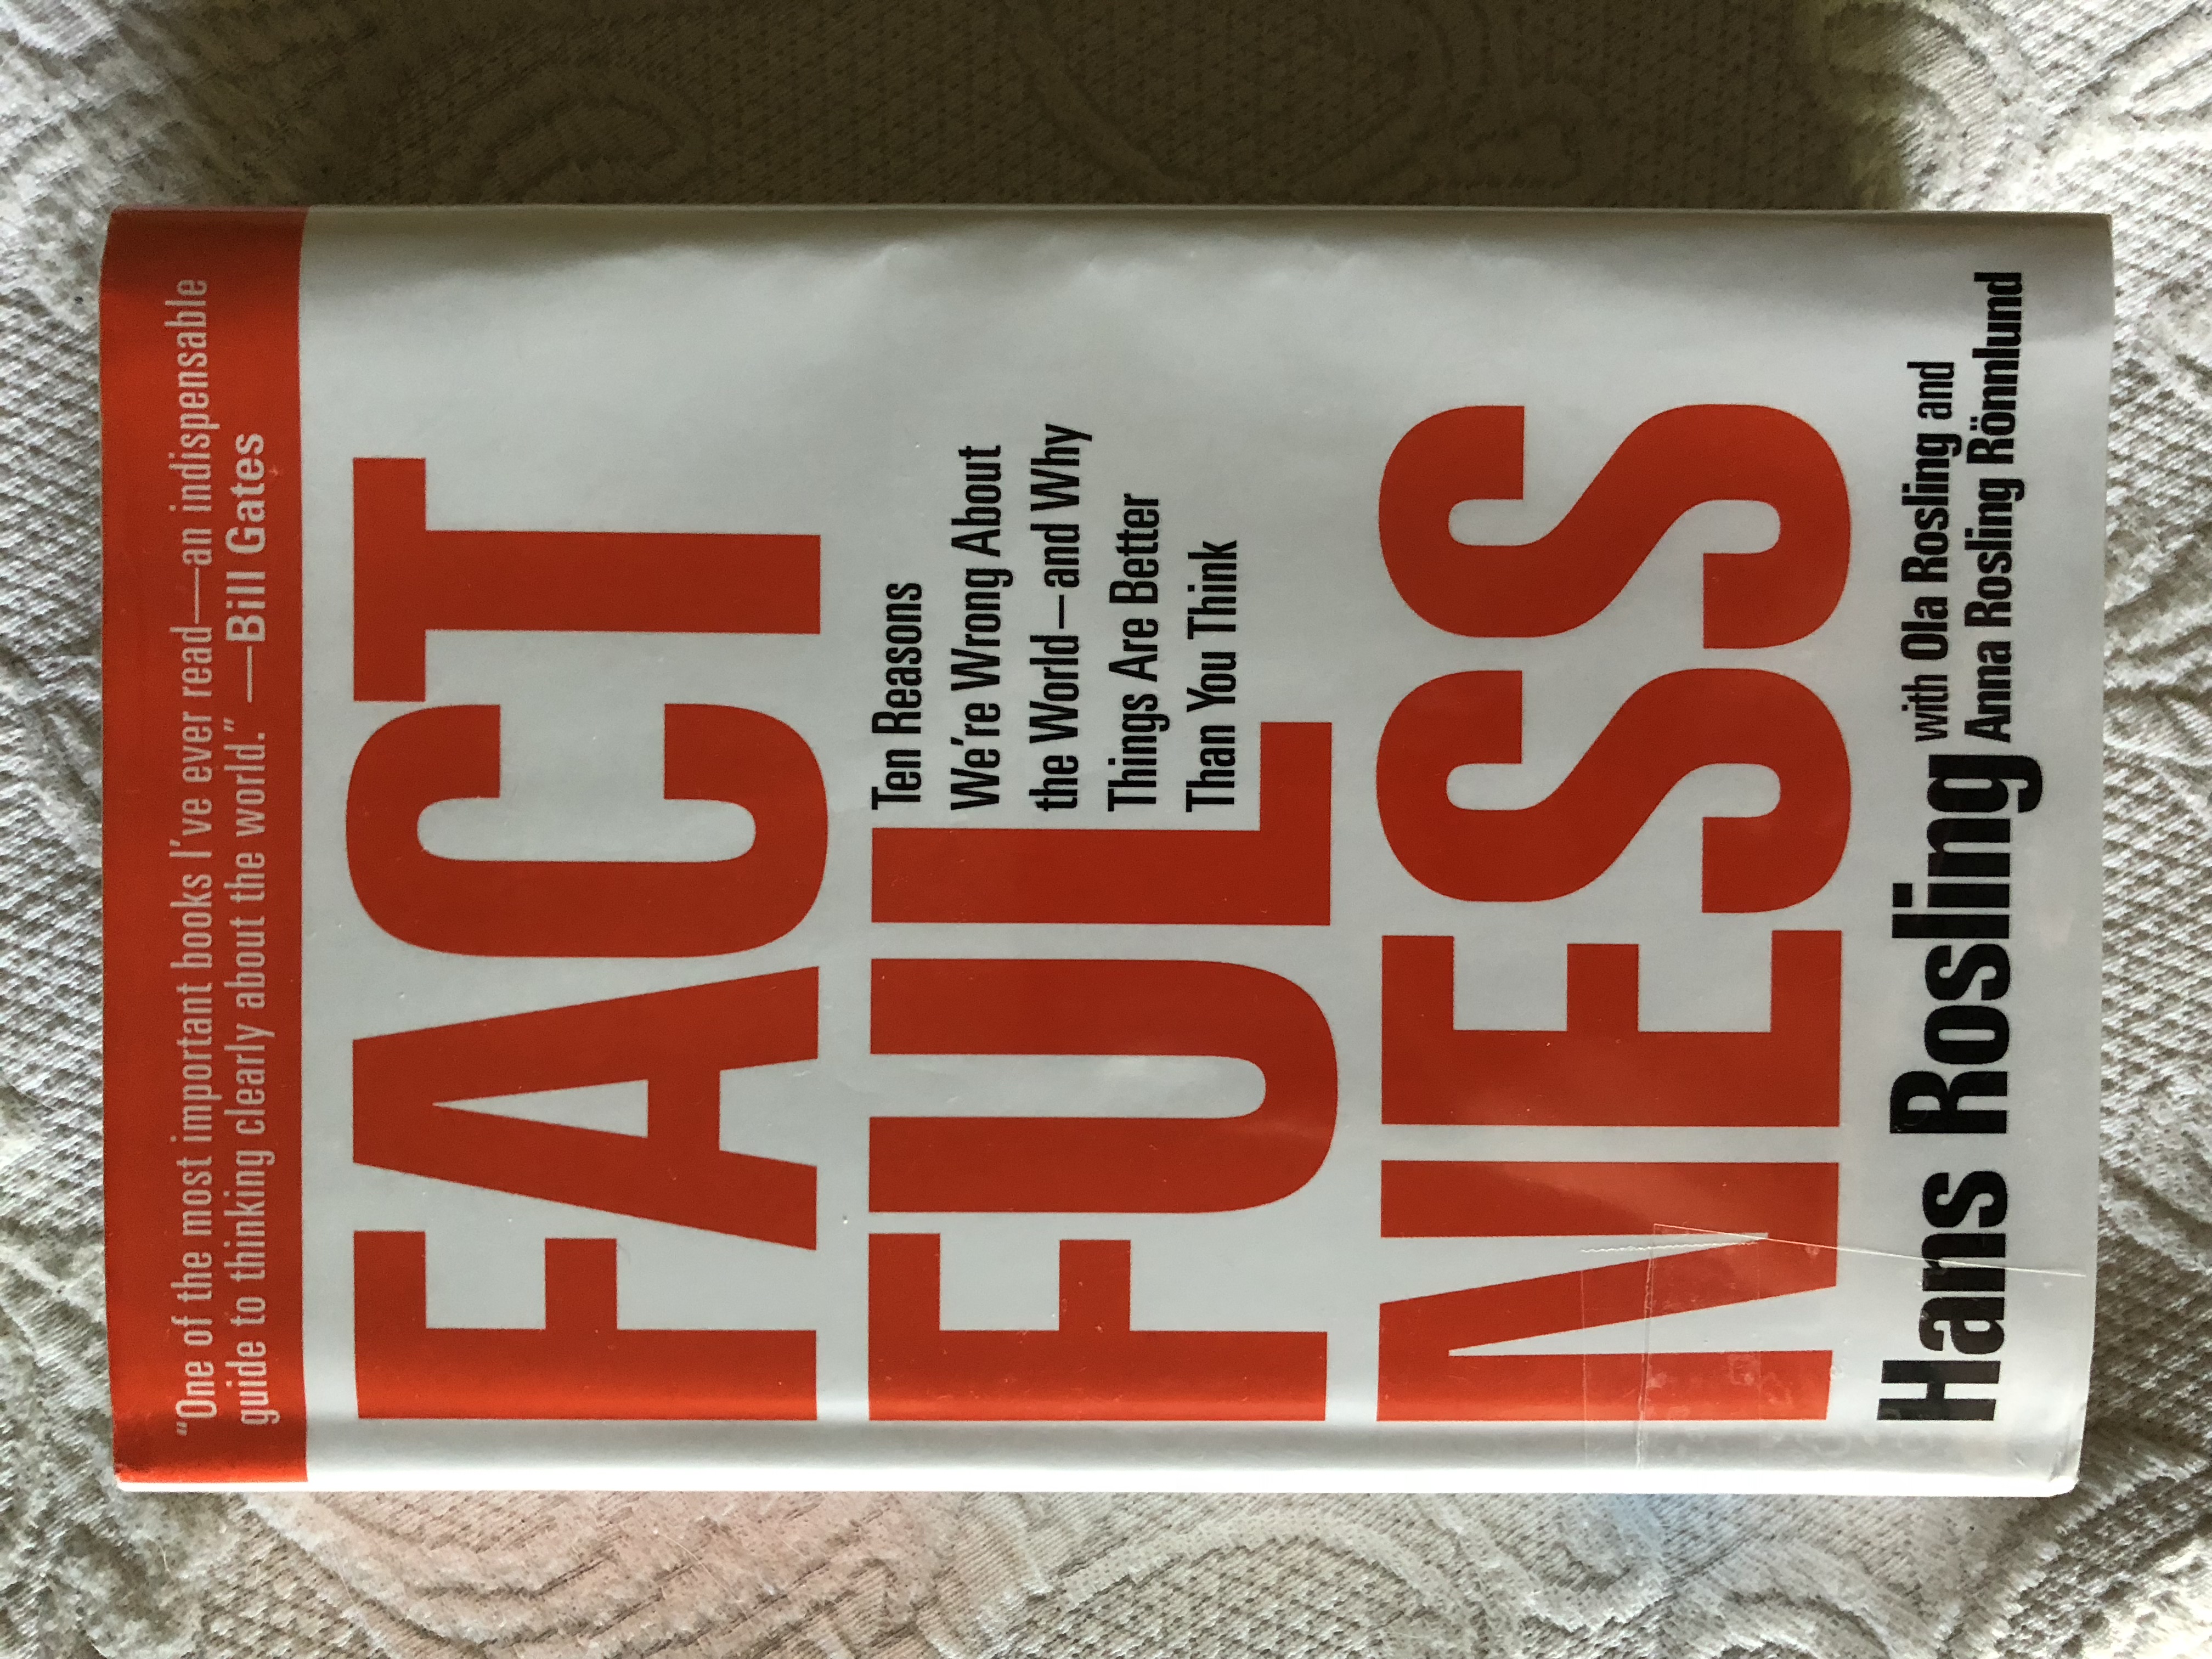 “One of the most important books I’ve ever read—an indispensable
guide to thinking clearly about the world.” —Bill Gates
FACT
FUL
Ten Reasons
We’re Wrong About
the World—and Why
Things Are Better
Than You Think
NESS
Hans Rosling
with Ola Rosling and
Anna Rosling Rönnlund